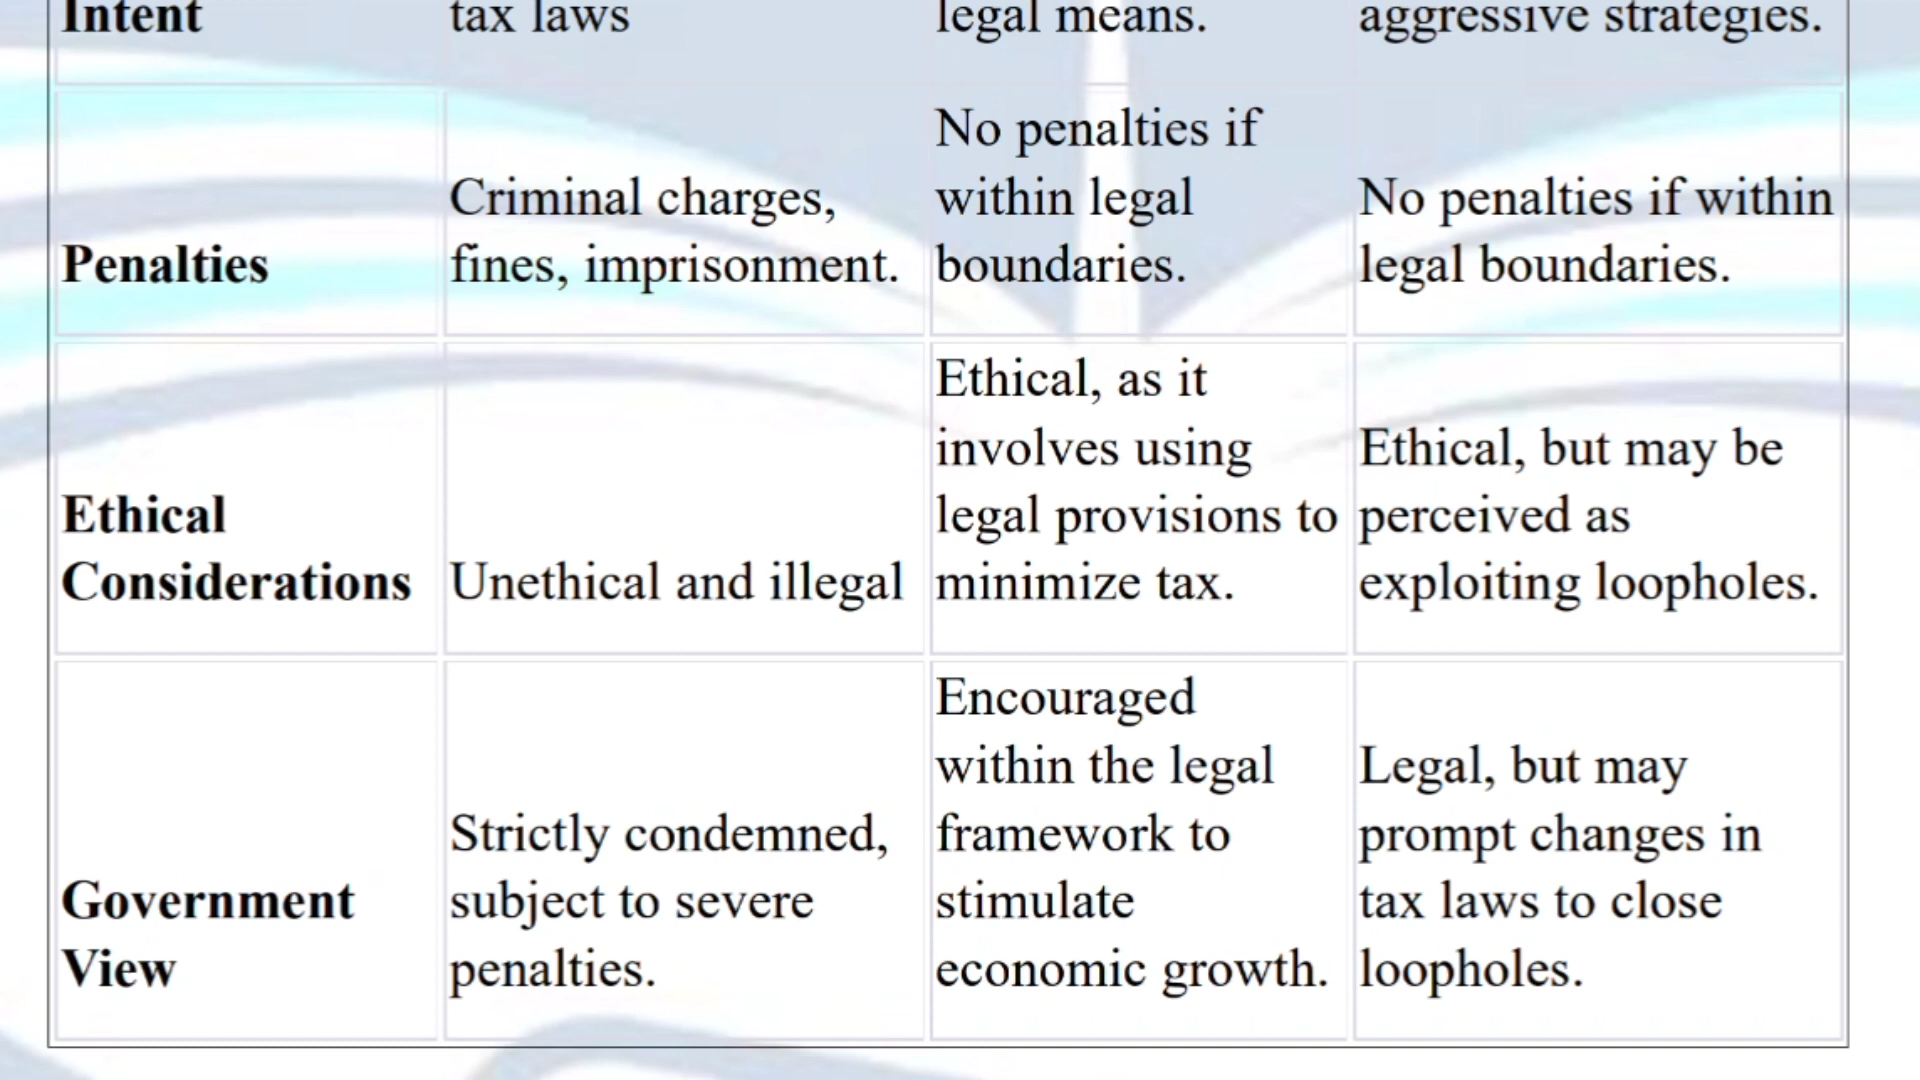 Intent
tax laws
legal means.
aggressive strategies.
Penalties
Criminal charges,
fines, imprisonment.
No penalties if
within legal
boundaries.
No penalties if within
legal boundaries.
Ethical
Considerations
Unethical and illegal
Ethical, as it
involves using
legal provisions to
minimize tax.
Ethical, but may be
perceived as
exploiting loopholes.
Government
View
Strictly condemned,
subject to severe
penalties.
Encouraged
within the legal
framework to
stimulate
economic growth.
Legal, but may
prompt changes in
tax laws to close
loopholes.